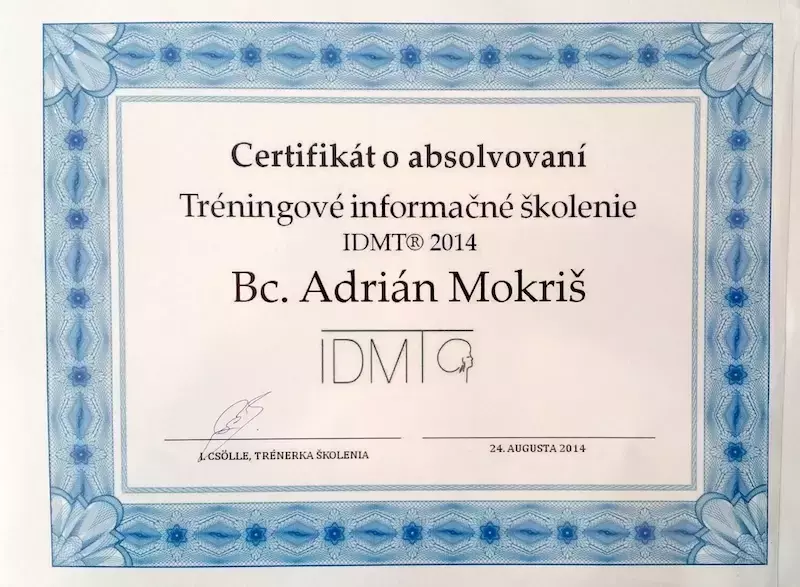 Certifikát o absolvovaní
Tréningové informačné školenie
IDMT® 2014
Bc. Adrián Mokriš
IDMT
J. CSÖLLE, TRÉNERKA ŠKOLENIA
24. AUGUSTA 2014